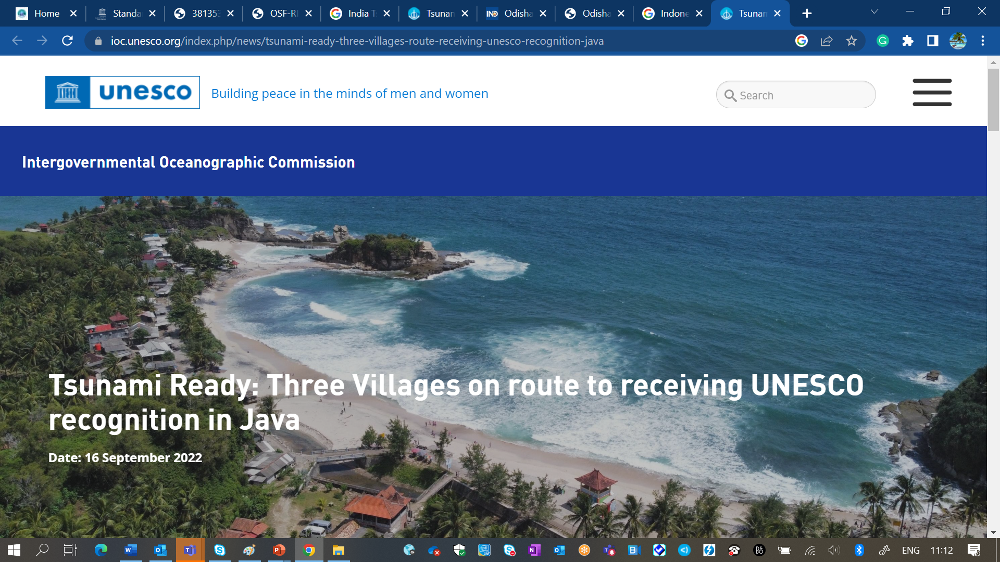 Home
Standa
38135
OSF-RI
India T
Tsunan
Odisha
Odisha
Indone
Tsunan
ioc.unesco.org/index.php/news/tsunami-ready-three-villages-route-receiving-unesco-recognition-java
unesco
Building peace in the minds of men and women
Search
Intergovernmental Oceanographic Commission
Tsunami Ready: Three Villages on route to receiving UNESCO
recognition in Java
Date: 16 September 2022
ENG
11:12